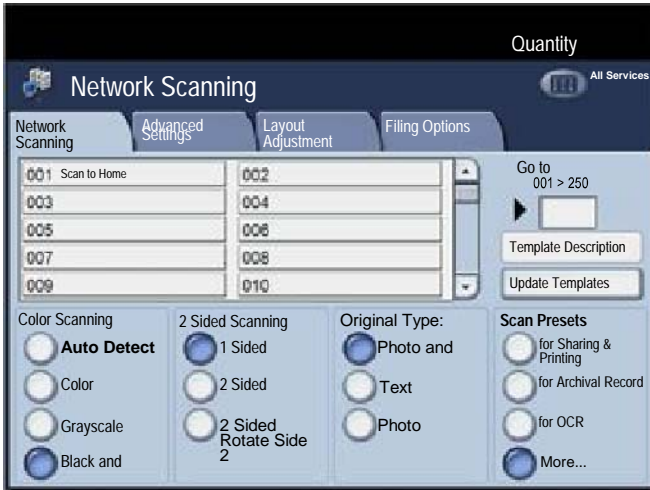 Quantity
Network Scanning
All Services
Network
Scanning
Advanced
Settings
Layout
Adjustment
Filing Options
001 Scan to Home
002
003
004
005
006
007
008
009
010
Go to
001 > 250
Template Description
Update Templates
Color Scanning
Auto Detect
Color
Grayscale
Black and
2 Sided Scanning
1 Sided
2 Sided
2 Sided
Rotate Side
2
Original Type:
Photo and
Text
Photo
Scan Presets
for Sharing &
Printing
for Archival Record
for OCR
More...